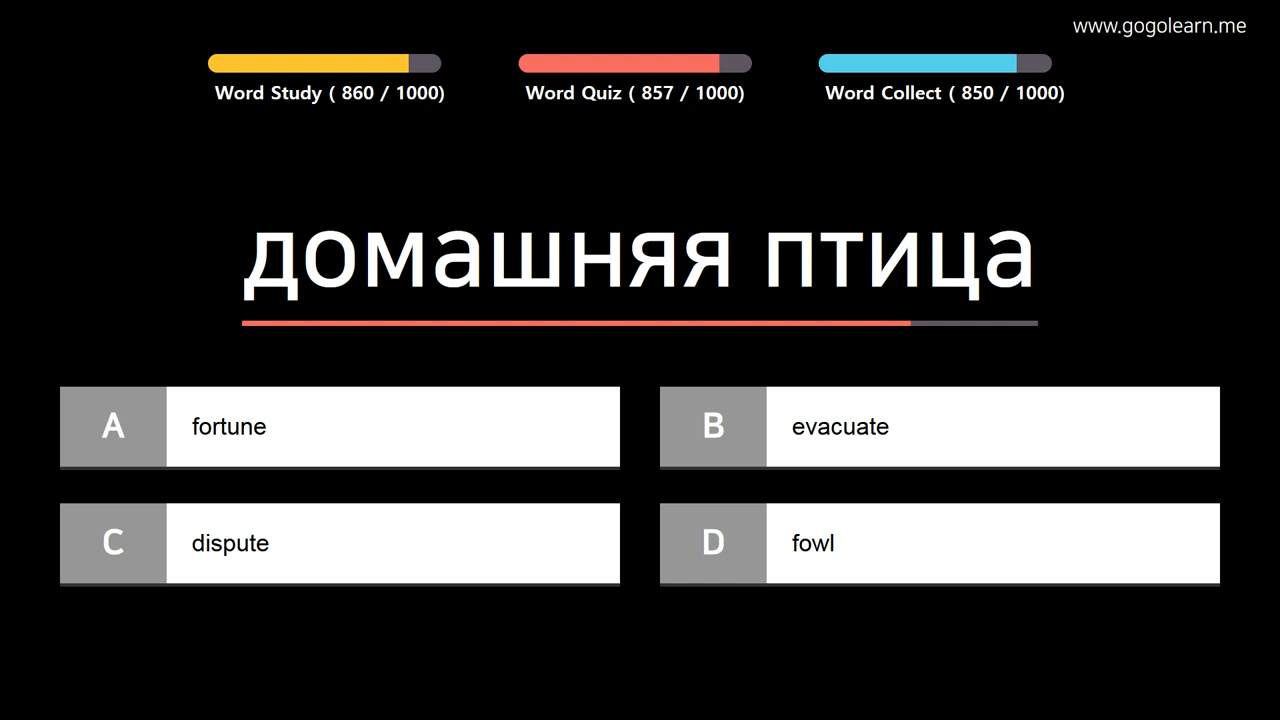 www.gogolearn.me
Word Study ( 860 / 1000)
Word Quiz ( 857 / 1000)
Word Collect ( 850 / 1000)
домашняя птица
A fortune
B evacuate
C dispute
D fowl